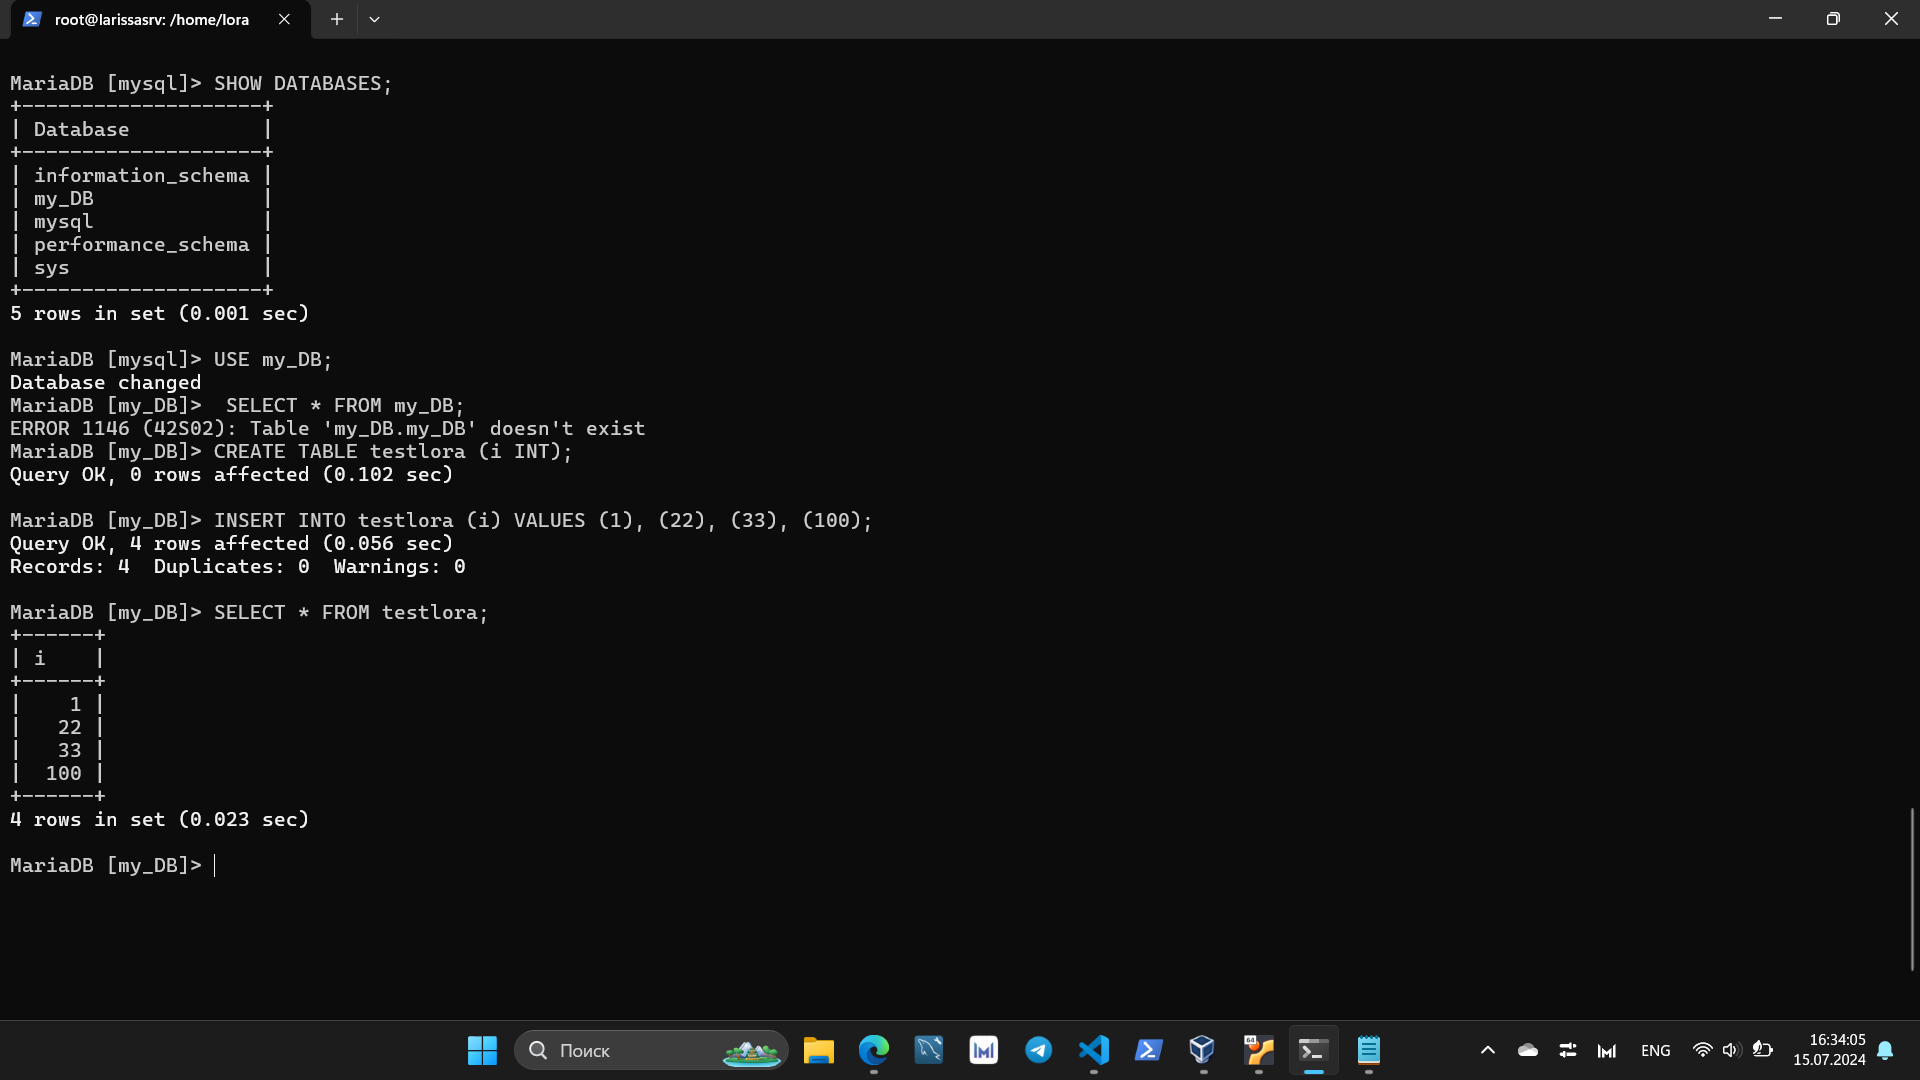 root@larissasrv: /home/lora
MariaDB [mysql]> SHOW DATABASES;
+--------------------+
| Database           |
+--------------------+
| information_schema |
| my_DB              |
| mysql              |
| performance_schema |
| sys                |
+--------------------+
5 rows in set (0.001 sec)
MariaDB [mysql]> USE my_DB;
Database changed
MariaDB [my_DB]>  SELECT * FROM my_DB;
ERROR 1146 (42S02): Table 'my_DB.my_DB' doesn't exist
MariaDB [my_DB]> CREATE TABLE testlora (i INT);
Query OK, 0 rows affected (0.102 sec)
MariaDB [my_DB]> INSERT INTO testlora (i) VALUES (1), (22), (33), (100);
Query OK, 4 rows affected (0.056 sec)
Records: 4  Duplicates: 0  Warnings: 0
MariaDB [my_DB]> SELECT * FROM testlora;
+------+
| i    |
+------+
|    1 |
|   22 |
|   33 |
|  100 |
+------+
4 rows in set (0.023 sec)
MariaDB [my_DB]>
Поиск
64
ENG
16:34:05
15.07.2024